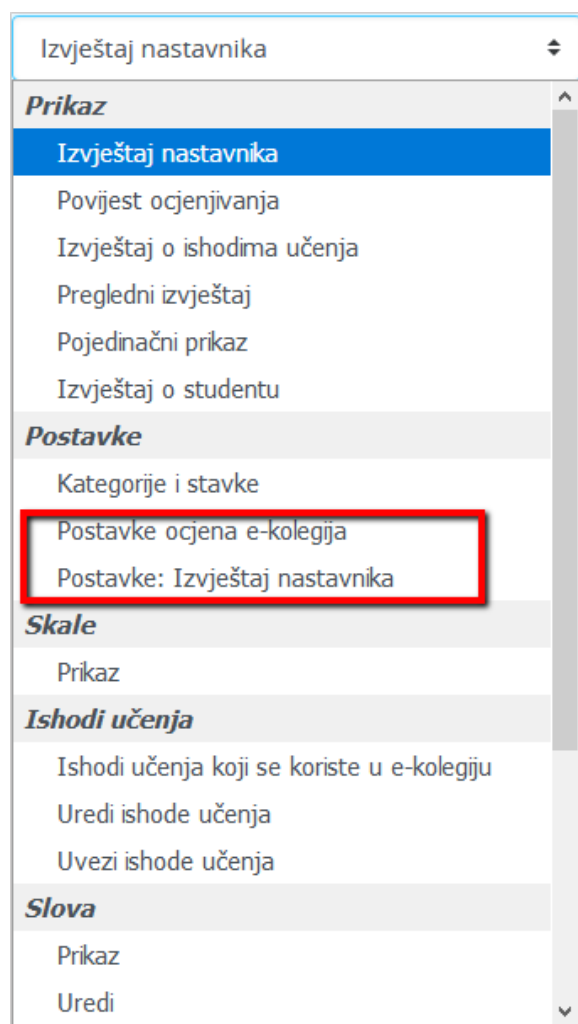 Izvještaj nastavnika
Prikaz
Izvještaj nastavnika
Povijest ocjenjivanja
Izvještaj o ishodima učenja
Pregledni izvještaj
Pojedinačni prikaz
Izvještaj o studentu
Postavke
Kategorije i stavke
Postavke ocjena e-kolegija
Postavke: Izvještaj nastavnika
Skale
Prikaz
Ishodi učenja
Ishodi učenja koji se koriste u e-kolegiju
Uredi ishode učenja
Uvezi ishode učenja
Slova
Prikaz
Uredi